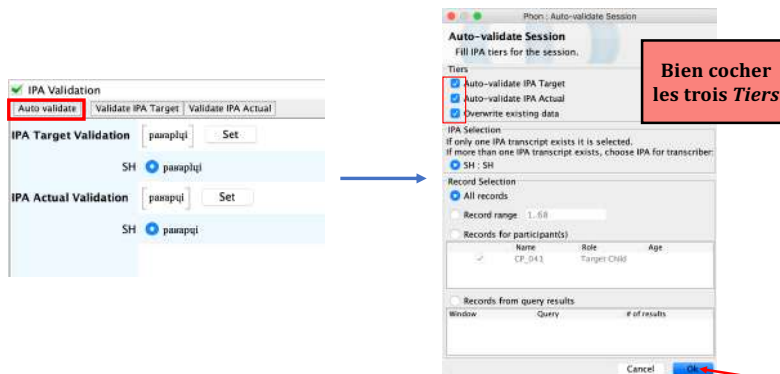 IPA Validation
Auto validate Validate IPA Target Validate IPA Actual
IPA Target Validation [paʁaplɥi] Set
SH paʁaplɥi
IPA Actual Validation [paʁapɥi] Set
SH paʁapɥi
Phon : Auto-validate Session
Auto-validate Session
Fill IPA tiers for the session.
Tiers
Auto-validate IPA Target
Auto-validate IPA Actual
Overwrite existing data
Bien cocher
les trois Tiers
IPA Selection
If only one IPA transcript exists it is selected.
If more than one IPA transcript exists, choose IPA for transcriber:
SH : SH
Record Selection
All records
Record range 1..68
Records for participant(s)
Name Role Age
CP_041 Target Child
Records from query results
Window Query # of results
Cancel Ok